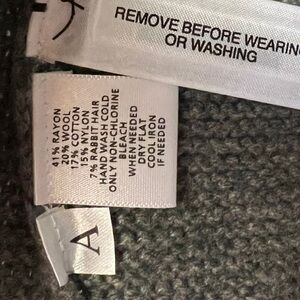 REMOVE BEFORE WEARING
OR WASHING
41% RAYON
20% WOOL
17% COTTON
15% NYLON
7% RABBIT HAIR
HAND WASH COLD
ONLY NON-CHLORINE
BLEACH
WHEN NEEDED
DRY FLAT
COOL IRON
IF NEEDED
A